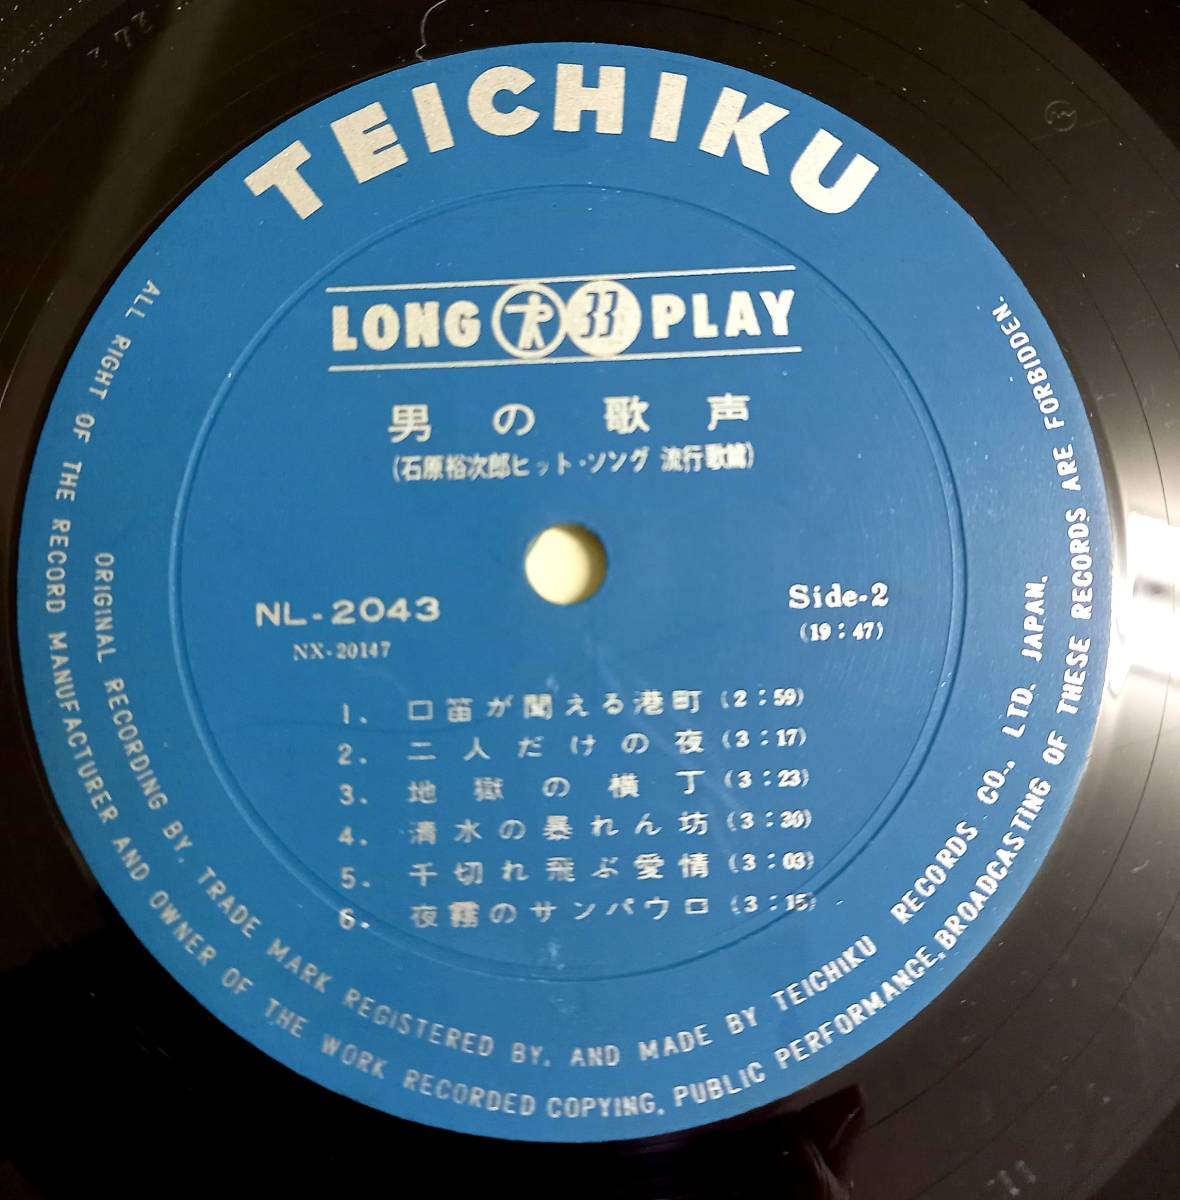 TEICHIKU
LONG 33 PLAY
男の歌声
(石原裕次郎ヒット・ソング 流行歌篇)
NL-2043
NX-20147
Side-2
(19:47)
1. 口笛が聞える港町 (2:59)
2. 二人だけの夜 (3:17)
3. 地獄の横丁 (3:23)
4. 清水の暴れん坊 (3:30)
5. 千切れ飛ぶ愛情 (3:03)
6. 夜霧のサンパウロ (3:15)
ORIGINAL RECORDING BY, TRADE MARK REGISTERED BY, AND MADE BY TEICHIKU RECORDS CO., LTD. JAPAN.
ALL RIGHT OF THE RECORD MANUFACTURER AND OWNER OF THE WORK RECORDED COPYING, PUBLIC PERFORMANCE, BROADCASTING OF THESE RECORDS ARE FORBIDDEN.